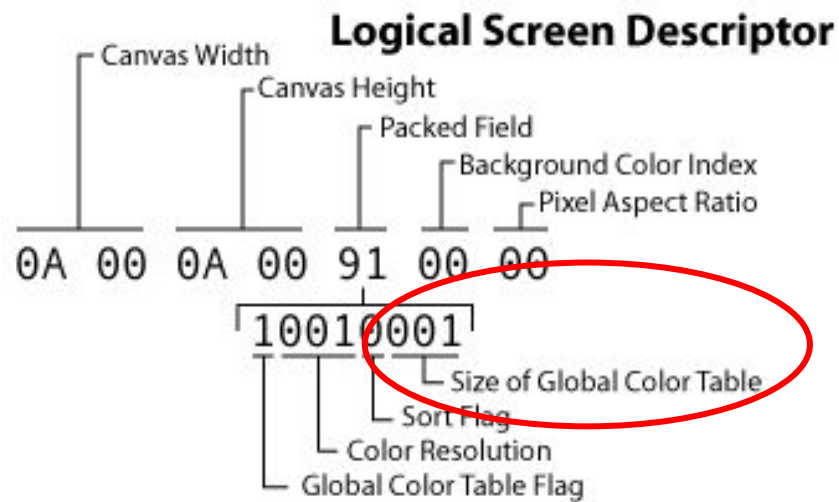 Logical Screen Descriptor
Canvas Width
Canvas Height
Packed Field
Background Color Index
Pixel Aspect Ratio
0A 00 0A 00 91 00 00
10010001
Size of Global Color Table
Sort Flag
Color Resolution
Global Color Table Flag